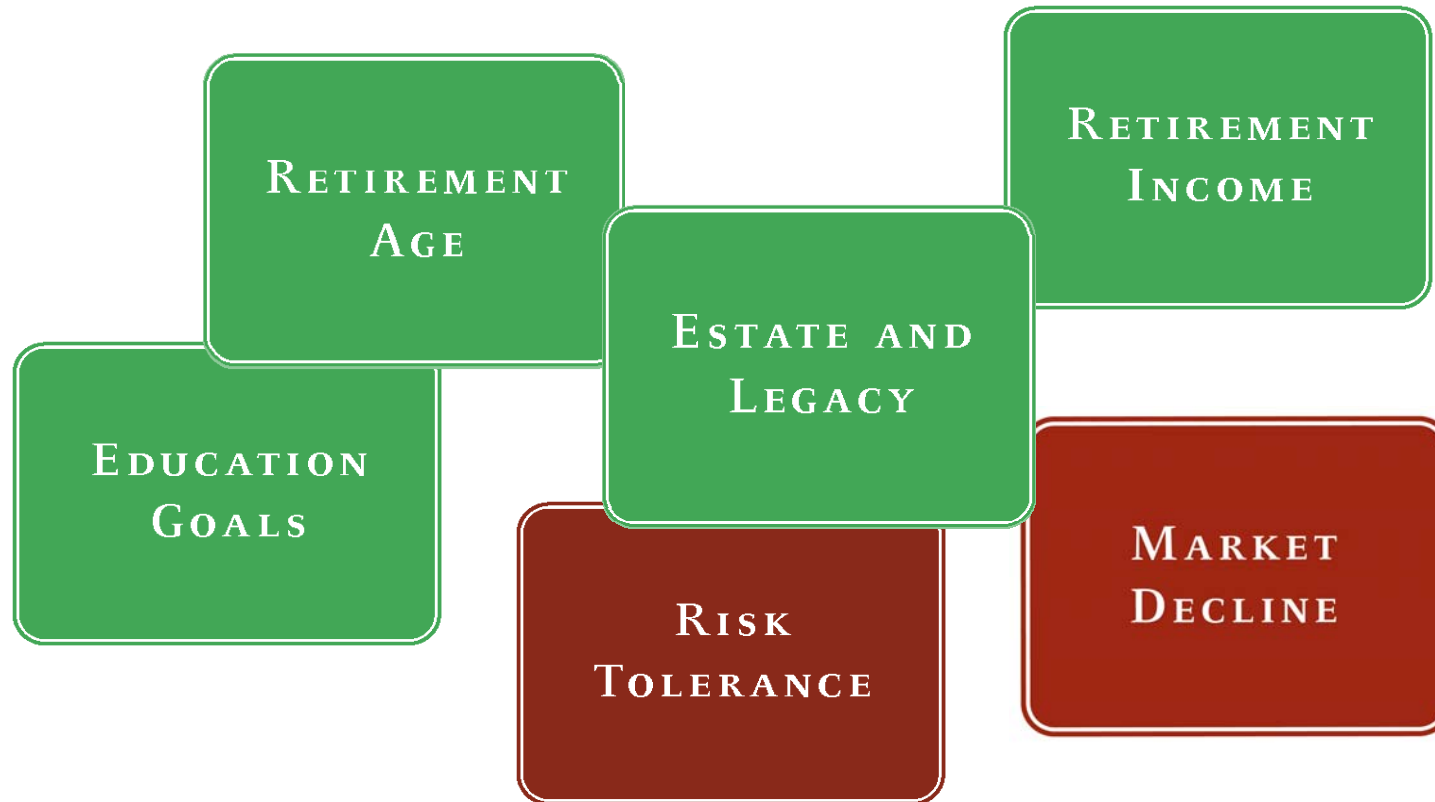 Retirement
Age
Retirement
Income
Estate and
Legacy
Education
Goals
Risk
Tolerance
Market
Decline